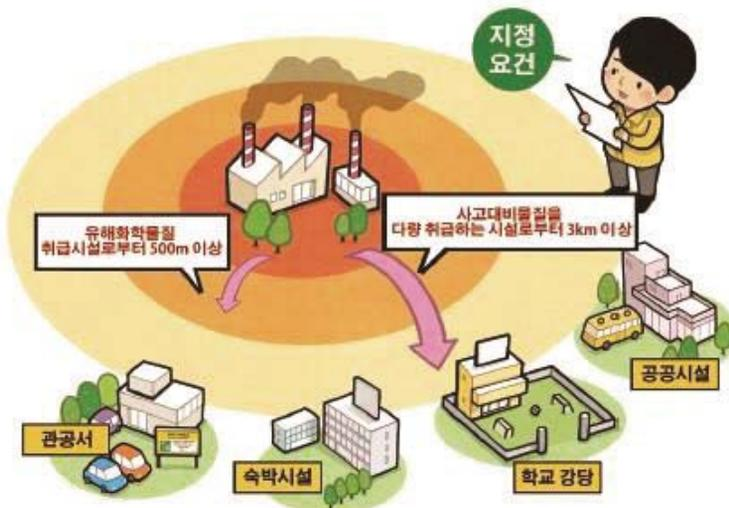 지정
요건
유해화학물질
취급시설로부터 500m 이상
사고대비물질을
다량 취급하는 시설로부터 3km 이상
공공시설
관공서
숙박시설
학교 강당